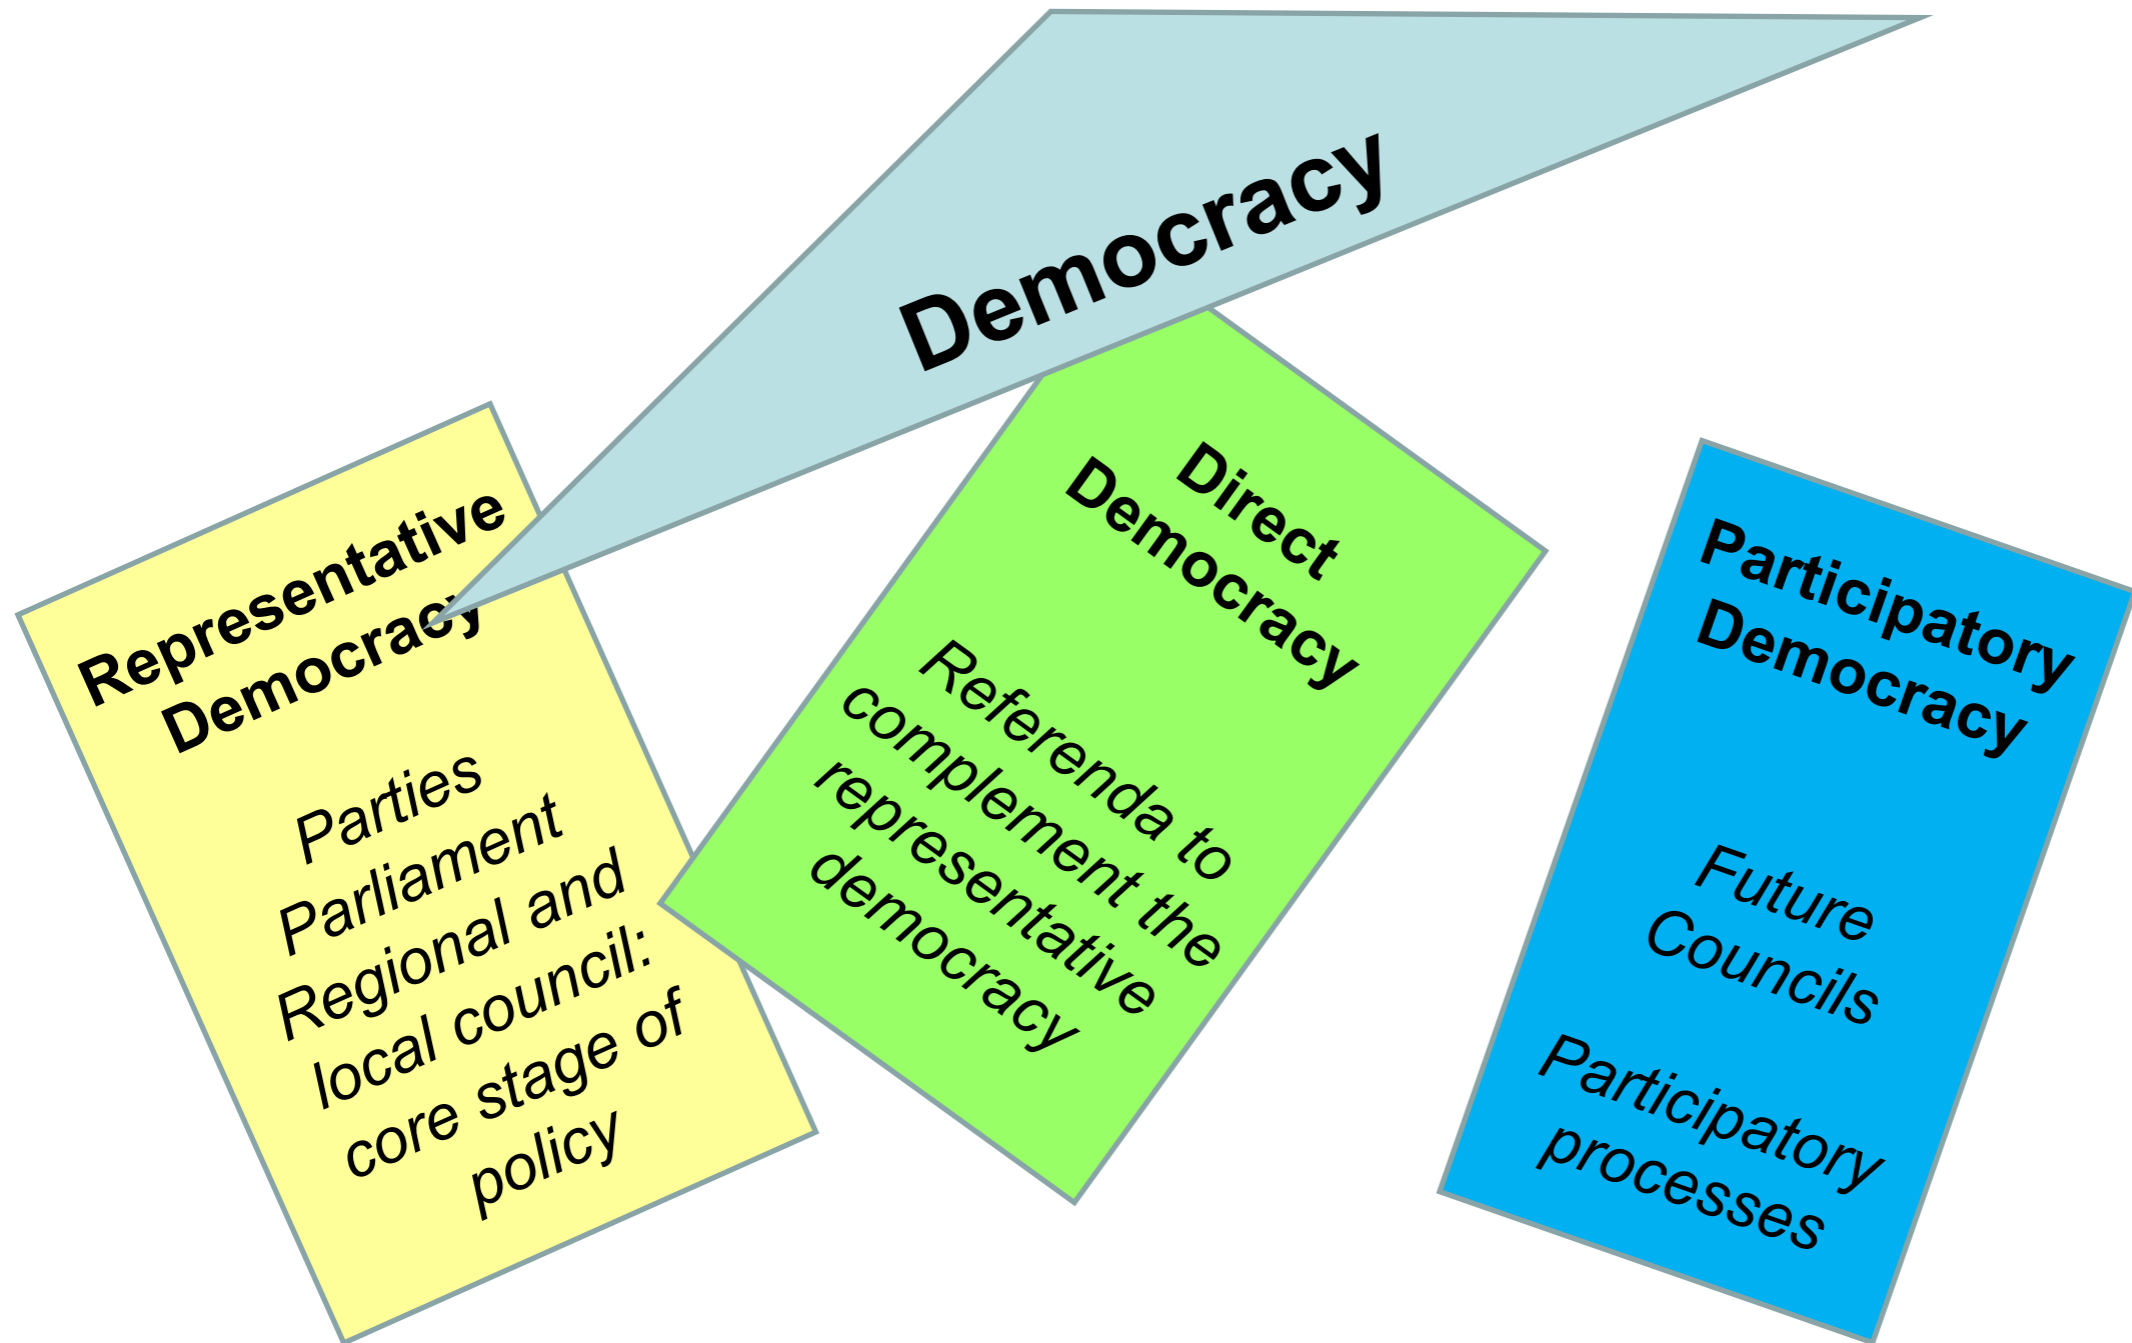 Democracy
Representative
Democracy
Parties
Parliament
Regional and
local council:
core stage of
policy
Direct
Democracy
Referenda to
complement the
representative
democracy
Participatory
Democracy
Future
Councils
Participatory
processes